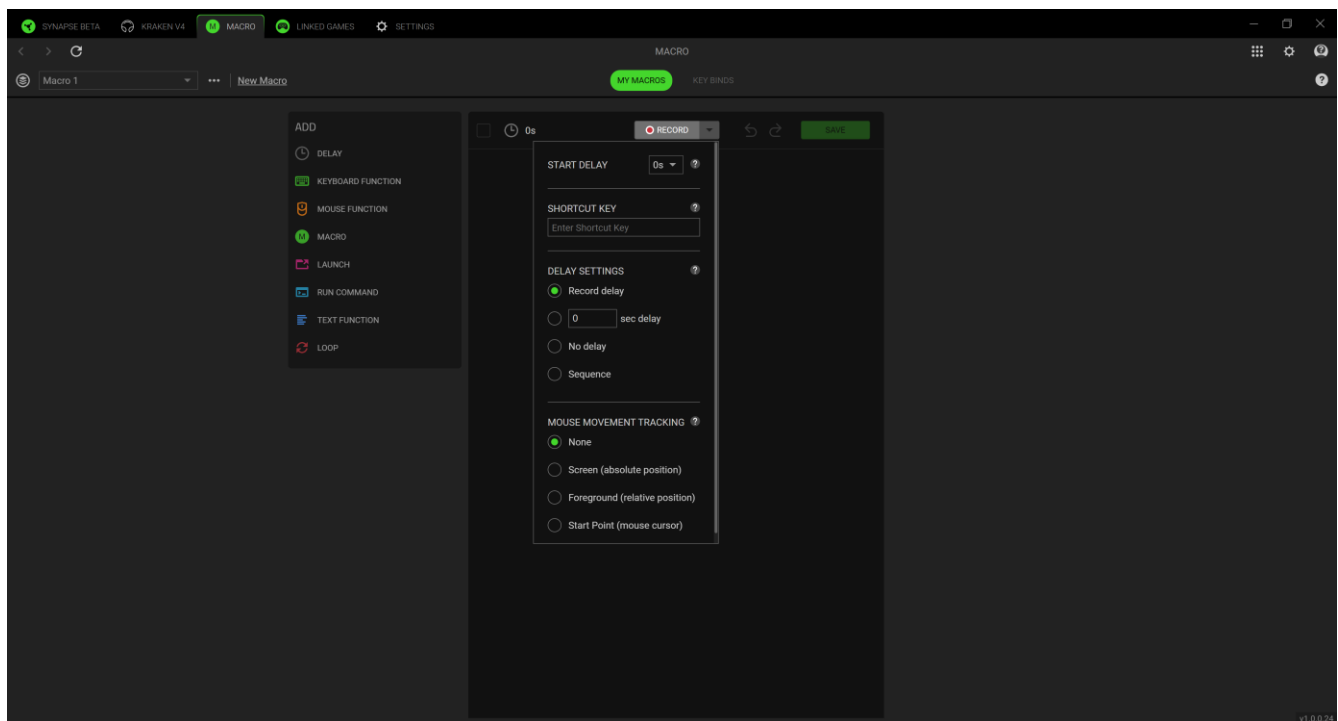 SYNAPSE BETA KRAKEN V4 M MACRO LINKED GAMES SETTINGS
MACRO
Macro 1 New Macro MY MACROS KEY BINDS
ADD
DELAY
KEYBOARD FUNCTION
MOUSE FUNCTION
M MACRO
LAUNCH
RUN COMMAND
TEXT FUNCTION
LOOP
0s RECORD SAVE
START DELAY 0s ?
SHORTCUT KEY ?
Enter Shortcut Key
DELAY SETTINGS ?
Record delay
0 sec delay
No delay
Sequence
MOUSE MOVEMENT TRACKING ?
None
Screen (absolute position)
Foreground (relative position)
Start Point (mouse cursor)
v1.0.0.24